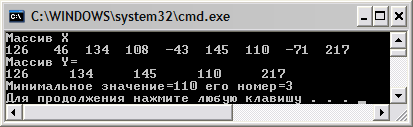 C:\WINDOWS\system32\cmd.exe
Массив X
126 46 134 108 -43 145 110 -71 217
Массив Y=
126 134 145 110 217
Минимальное значение=110 его номер=3
Для продолжения нажмите любую клавишу . . .